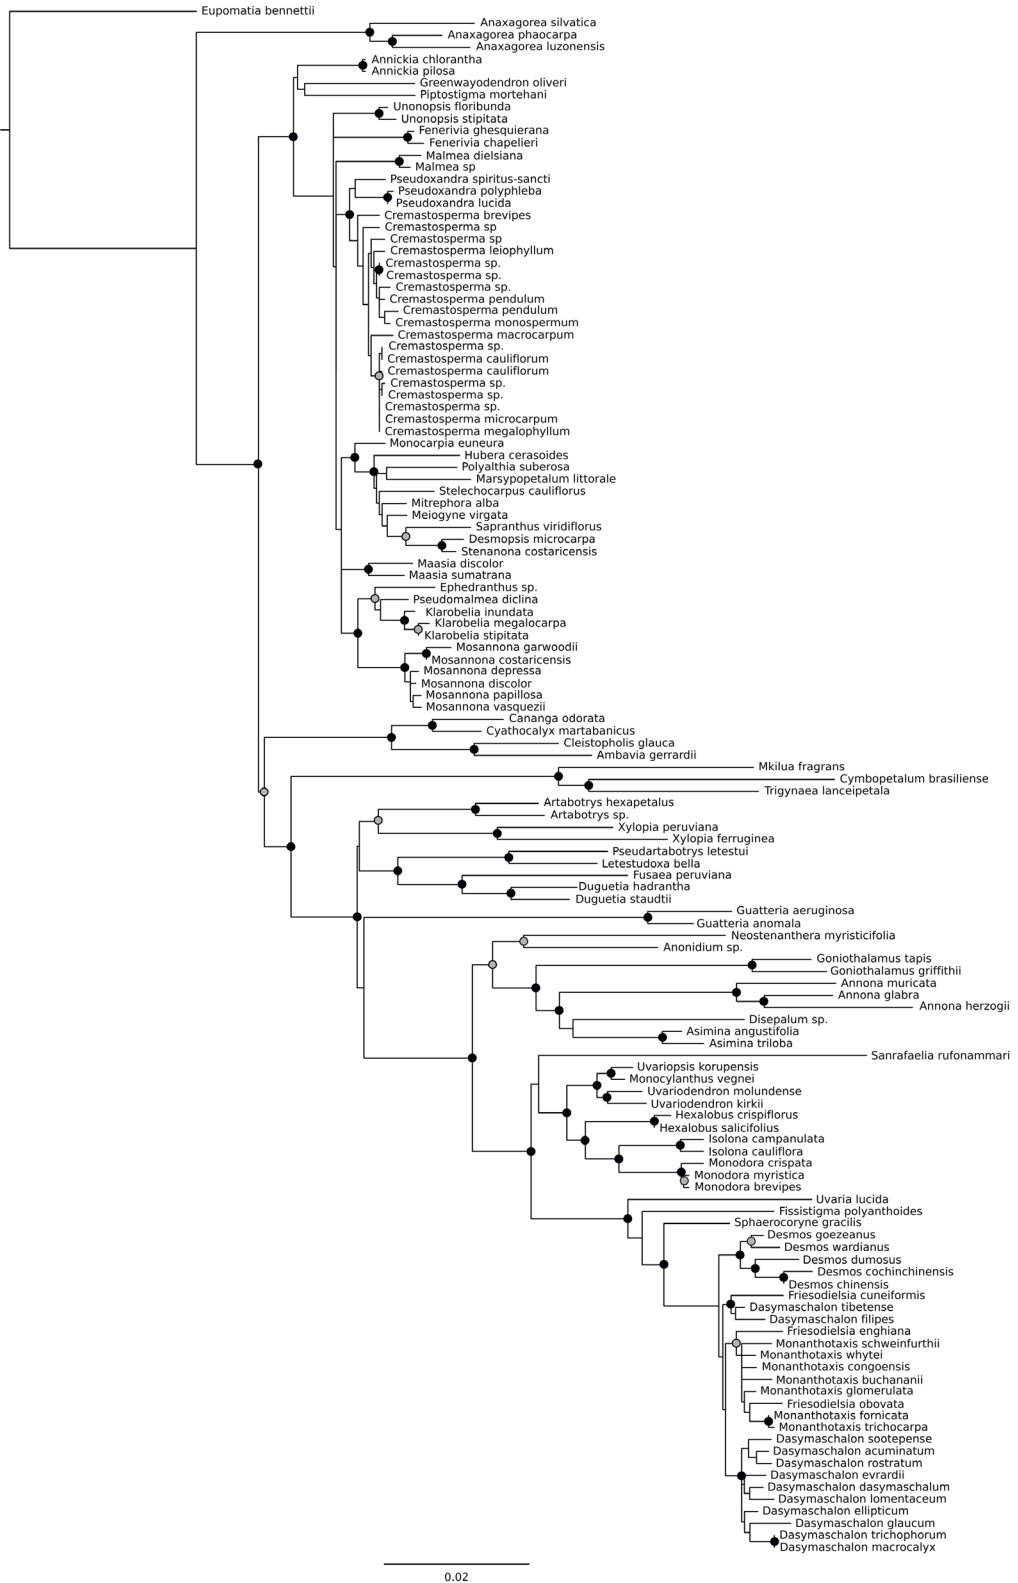 Eupomatia bennettii
Anaxagorea silvatica
Anaxagorea phaocarpa
Anaxagorea luzonensis
Annickia chlorantha
Annickia pilosa
Greenwayodendron oliveri
Piptostigma mortehani
Unonopsis floribunda
Unonopsis stipitata
Fenerivia ghesquierana
Fenerivia chapelieri
Malmea dielsiana
Malmea sp
Pseudoxandra spiritus-sancti
Pseudoxandra polyphleba
Pseudoxandra lucida
Cremastosperma brevipes
Cremastosperma sp
Cremastosperma sp
Cremastosperma leiophyllum
Cremastosperma sp.
Cremastosperma sp.
Cremastosperma sp.
Cremastosperma pendulum
Cremastosperma pendulum
Cremastosperma monospermum
Cremastosperma macrocarpum
Cremastosperma sp.
Cremastosperma cauliflorum
Cremastosperma cauliflorum
Cremastosperma sp.
Cremastosperma sp.
Cremastosperma sp.
Cremastosperma microcarpum
Cremastosperma megalophyllum
Monocarpia euneura
Hubera cerasoides
Polyalthia suberosa
Marsypopetalum littorale
Stelechocarpus cauliflorus
Mitrephora alba
Meiogyne virgata
Sapranthus viridiflorus
Desmopsis microcarpa
Stenanona costaricensis
Maasia discolor
Maasia sumatrana
Ephedranthus sp.
Pseudomalmea diclina
Klarobelia inundata
Klarobelia megalocarpa
Klarobelia stipitata
Mosannona garwoodii
Mosannona costaricensis
Mosannona depressa
Mosannona discolor
Mosannona papillosa
Mosannona vasquezii
Cananga odorata
Cyathocalyx martabanicus
Cleistopholis glauca
Ambavia gerrardii
Mkilua fragrans
Cymbopetalum brasiliense
Trigynaea lanceipetala
Artabotrys hexapetalus
Artabotrys sp.
Xylopia peruviana
Xylopia ferruginea
Pseudartabotrys letestui
Letestudoxa bella
Fusaea peruviana
Duguetia hadrantha
Duguetia staudtii
Guatteria aeruginosa
Guatteria anomala
Neostenanthera myristicifolia
Anonidium sp.
Goniothalamus tapis
Goniothalamus griffithii
Annona muricata
Annona glabra
Annona herzogii
Disepalum sp.
Asimina angustifolia
Asimina triloba
Sanrafaelia rufonammari
Uvariopsis korupensis
Monocylanthus vegnei
Uvariodendron molundense
Uvariodendron kirkii
Hexalobus crispiflorus
Hexalobus salicifolius
Isolona campanulata
Isolona cauliflora
Monodora crispata
Monodora myristica
Monodora brevipes
Uvaria lucida
Fissistigma polyanthoides
Sphaerocoryne gracilis
Desmos goezeanus
Desmos wardianus
Desmos dumosus
Desmos cochinchinensis
Desmos chinensis
Friesodielsia cuneiformis
Dasymaschalon tibetense
Dasymaschalon filipes
Friesodielsia enghiana
Monanthotaxis schweinfurthii
Monanthotaxis whytei
Monanthotaxis congoensis
Monanthotaxis buchananii
Monanthotaxis glomerulata
Friesodielsia obovata
Monanthotaxis fornicata
Monanthotaxis trichocarpa
Dasymaschalon sootepense
Dasymaschalon acuminatum
Dasymaschalon rostratum
Dasymaschalon evrardii
Dasymaschalon dasymaschalum
Dasymaschalon lomentaceum
Dasymaschalon ellipticum
Dasymaschalon glaucum
Dasymaschalon trichophorum
Dasymaschalon macrocalyx
0.02